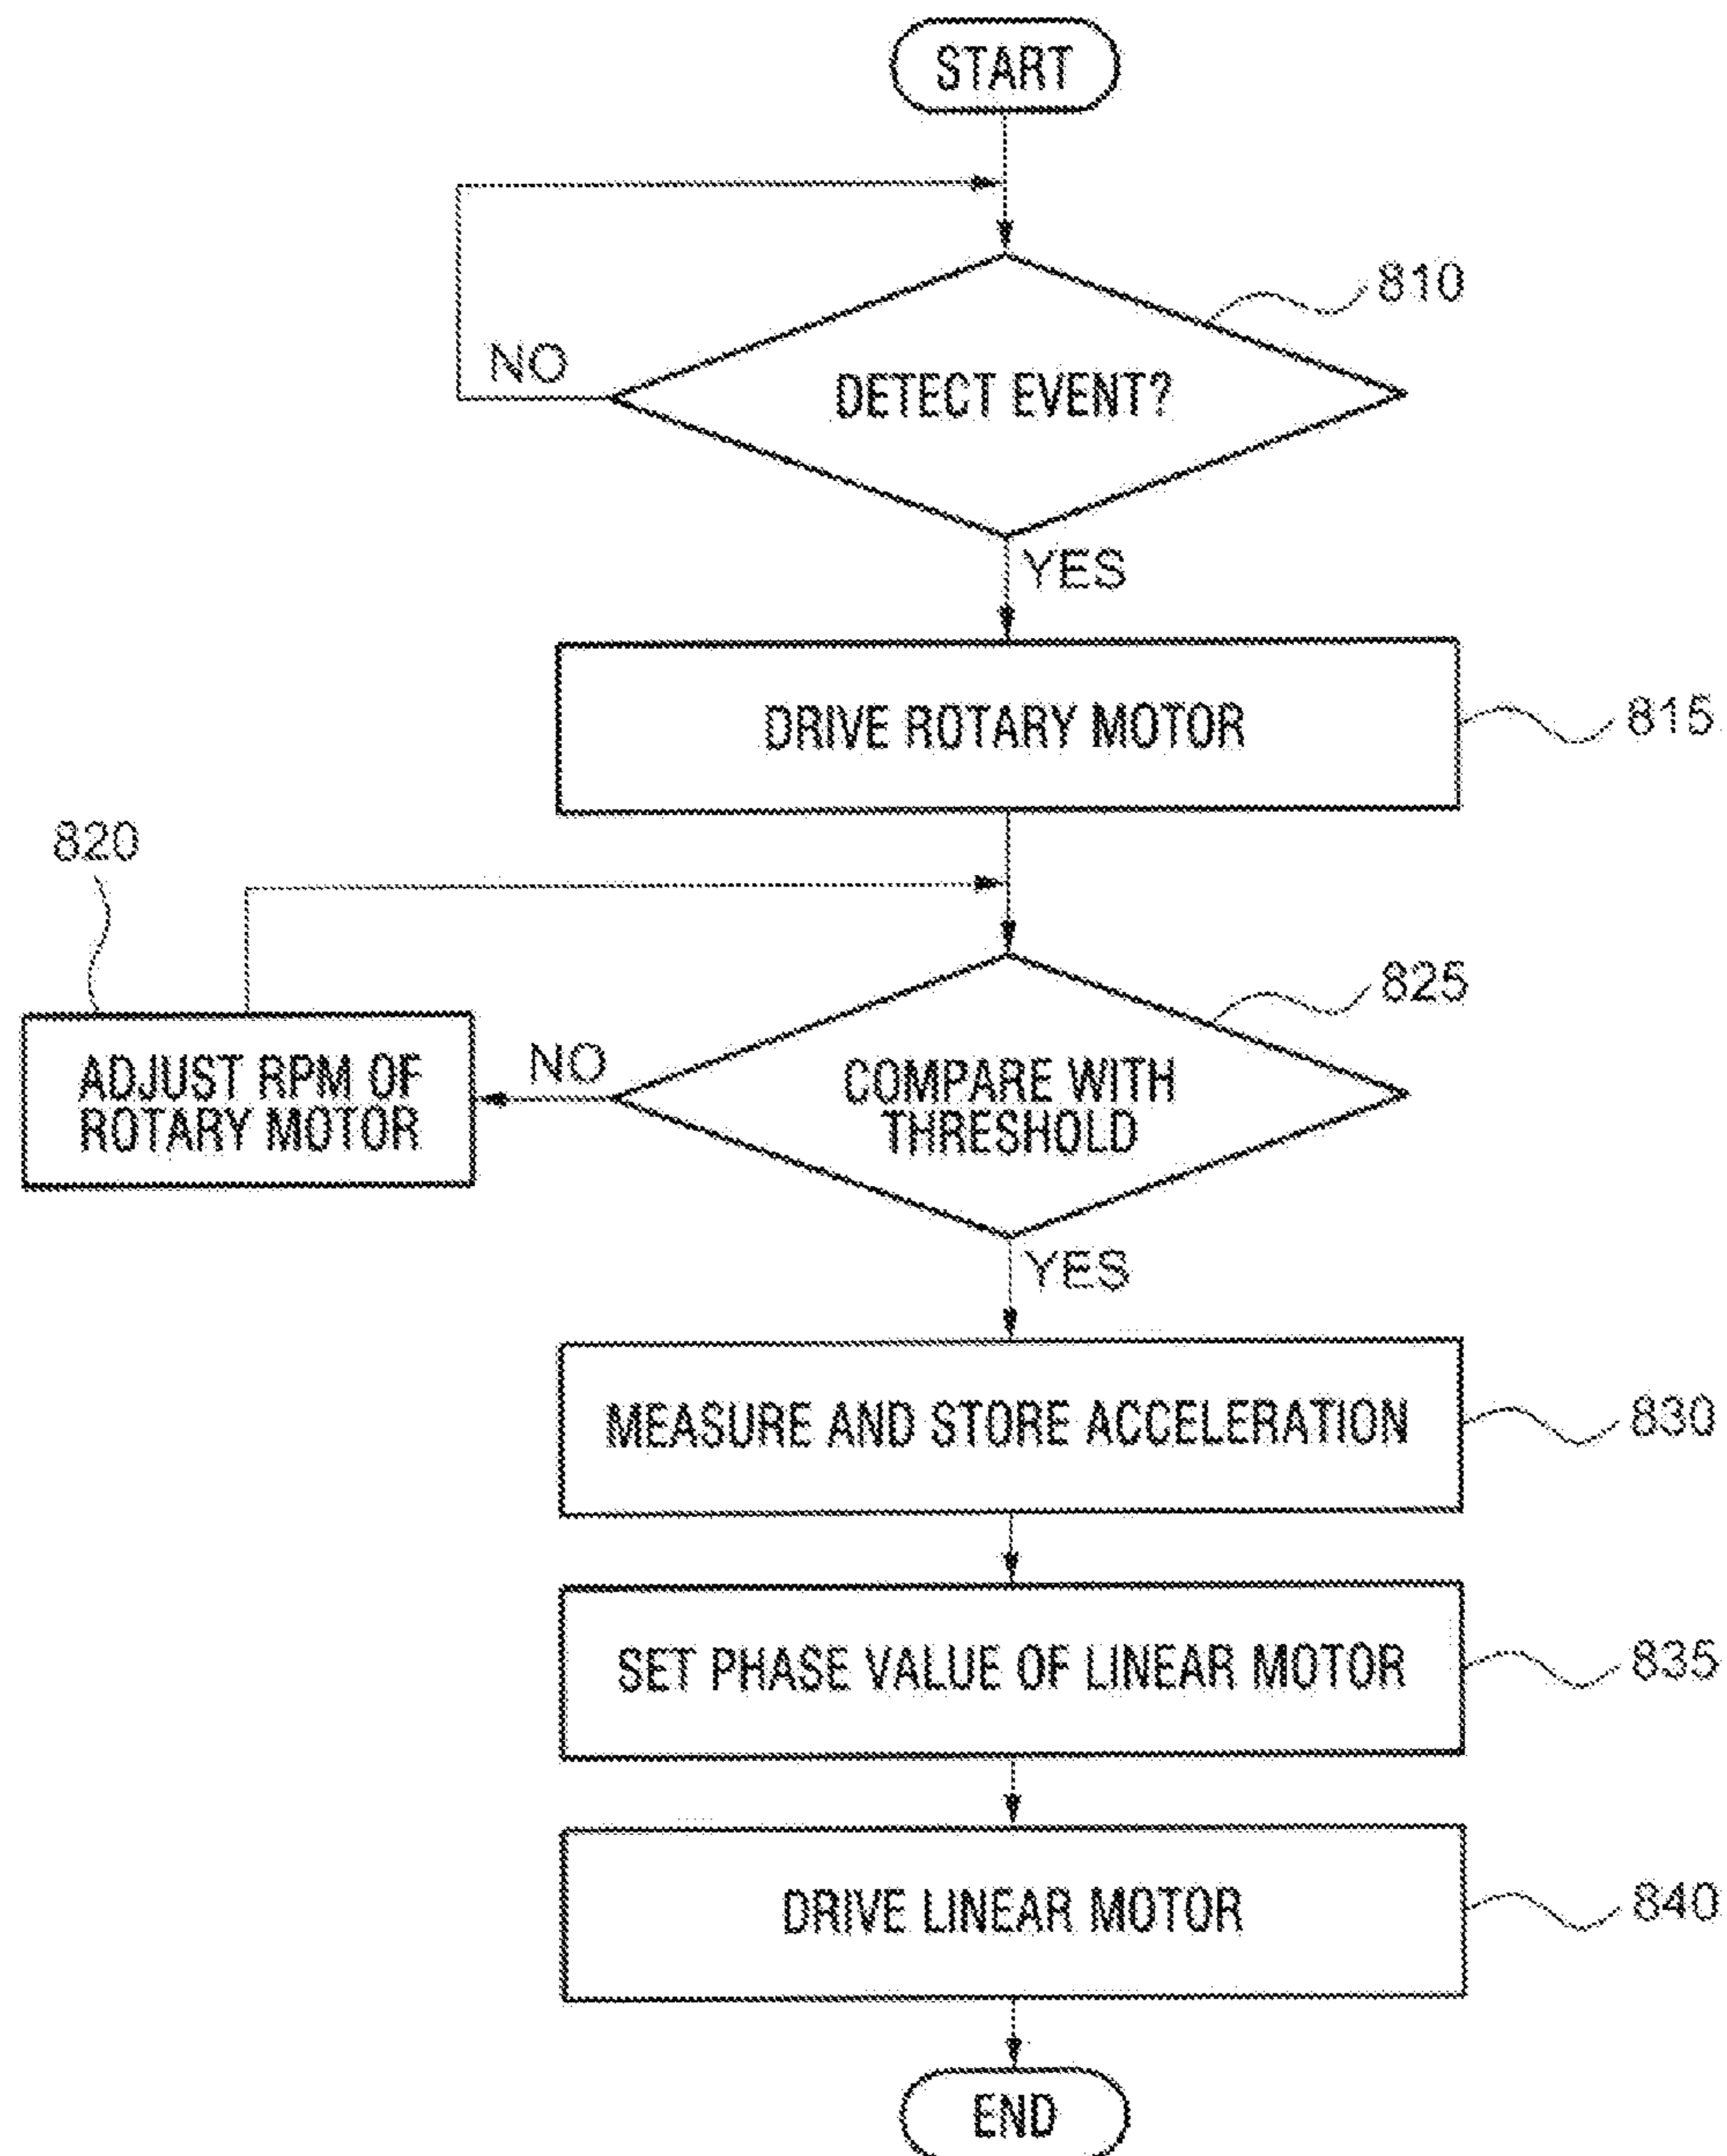 START
810
NO
DETECT EVENT?
YES
DRIVE ROTARY MOTOR
815
820
825
ADJUST RPM OF
ROTARY MOTOR
NO
COMPARE WITH
THRESHOLD
YES
MEASURE AND STORE ACCELERATION
830
SET PHASE VALUE OF LINEAR MOTOR
835
DRIVE LINEAR MOTOR
840
END